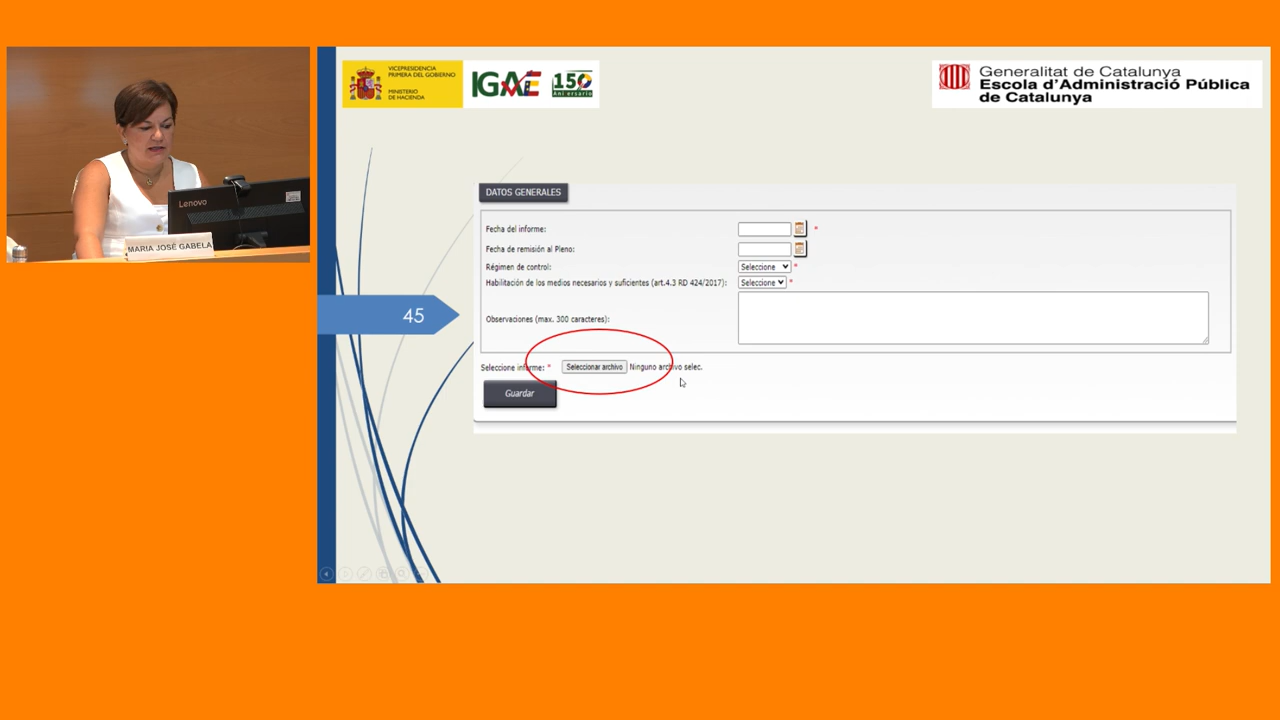 VICEPRESIDENCIA
PRIMERA DEL GOBIERNO
MINISTERIO
DE HACIENDA
IGAE
150
Aniversario
Generalitat de Catalunya
Escola d'Administració Pública
de Catalunya
Lenovo
MARIA JOSÉ GABELA
45
DATOS GENERALES
Fecha del informe: *
Fecha de remisión al Pleno:
Régimen de control: Seleccione *
Habilitación de los medios necesarios y suficientes (art.4.3 RD 424/2017): Seleccione *
Observaciones (max. 300 caracteres):
Seleccione informe: * Seleccionar archivo Ninguno archivo selec.
Guardar